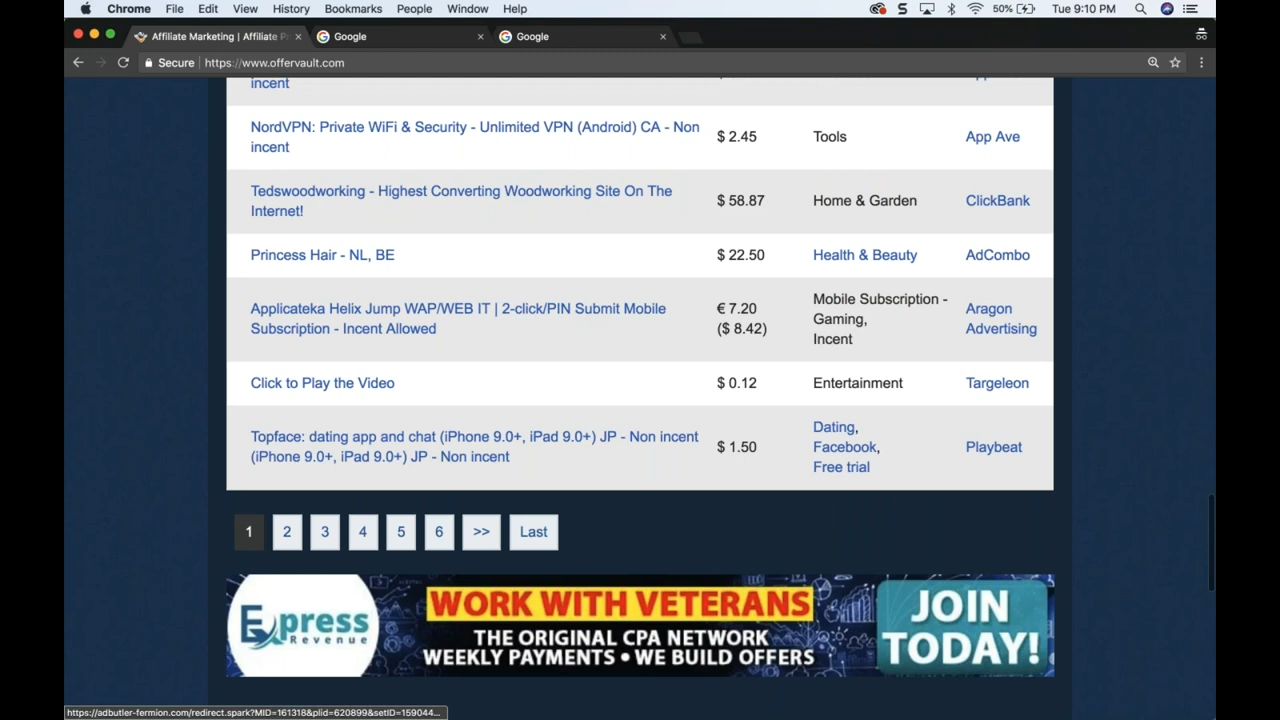 Chrome File Edit View History Bookmarks People Window Help 50% Tue 9:10 PM
Affiliate Marketing | Affiliate Pr Google Google
Secure https://www.offervault.com
incent
NordVPN: Private WiFi & Security - Unlimited VPN (Android) CA - Non
incent
$ 2.45 Tools App Ave
Tedswoodworking - Highest Converting Woodworking Site On The
Internet!
$ 58.87 Home & Garden ClickBank
Princess Hair - NL, BE $ 22.50 Health & Beauty AdCombo
Applicateka Helix Jump WAP/WEB IT | 2-click/PIN Submit Mobile
Subscription - Incent Allowed
€ 7.20
($ 8.42)
Mobile Subscription -
Gaming,
Incent
Aragon
Advertising
Click to Play the Video $ 0.12 Entertainment Targeleon
Topface: dating app and chat (iPhone 9.0+, iPad 9.0+) JP - Non incent
(iPhone 9.0+, iPad 9.0+) JP - Non incent
$ 1.50
Dating,
Facebook,
Free trial
Playbeat
1 2 3 4 5 6 >> Last
Express
Revenue
WORK WITH VETERANS
THE ORIGINAL CPA NETWORK
WEEKLY PAYMENTS • WE BUILD OFFERS
JOIN
TODAY!
https://adbutler-fermion.com/redirect.spark?MID=161318&plid=620899&setID=159044...